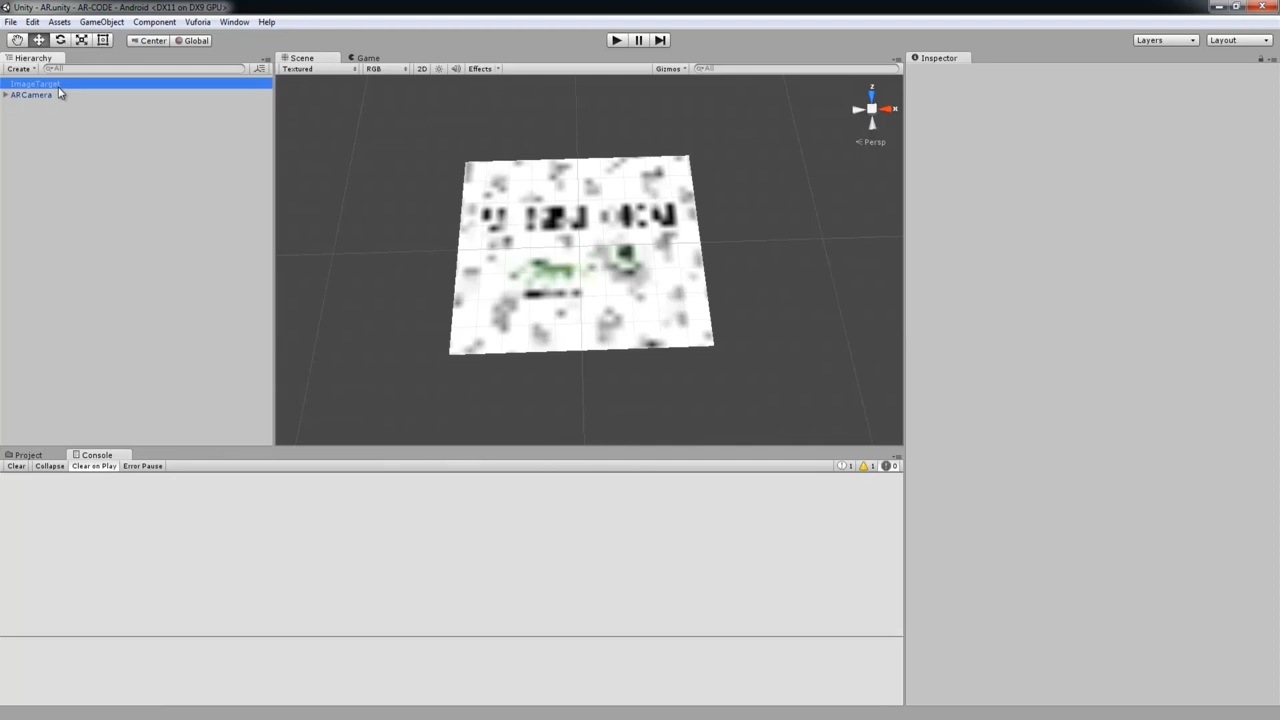 Unity - AR.unity - AR-CODE - Android <DX11 on DX9 GPU>
File Edit Assets GameObject Component Vuforia Window Help
Center Global Layers Layout
Hierarchy Scene Game Inspector
Create All Textured RGB 2D Effects Gizmos All
ImageTarget
ARCamera
z
x
Persp
Project Console
Clear Collapse Clear on Play Error Pause 1 1 0